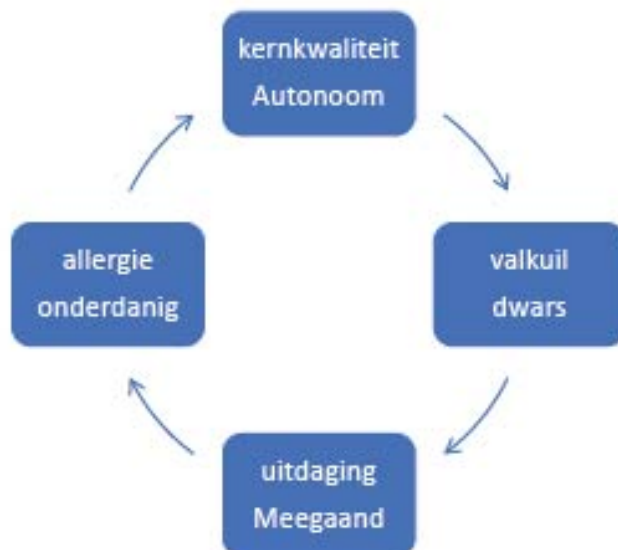 kernkwaliteit
Autonoom
valkuil
dwars
uitdaging
Meegaand
allergie
onderdanig